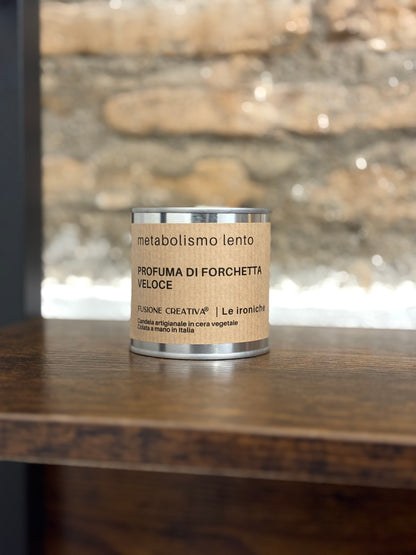 metabolismo lento
PROFUMA DI FORCHETTA
VELOCE
FUSIONE CREATIVA® | Le ironiche
Candela artigianale in cera vegetale
Colata a mano in Italia